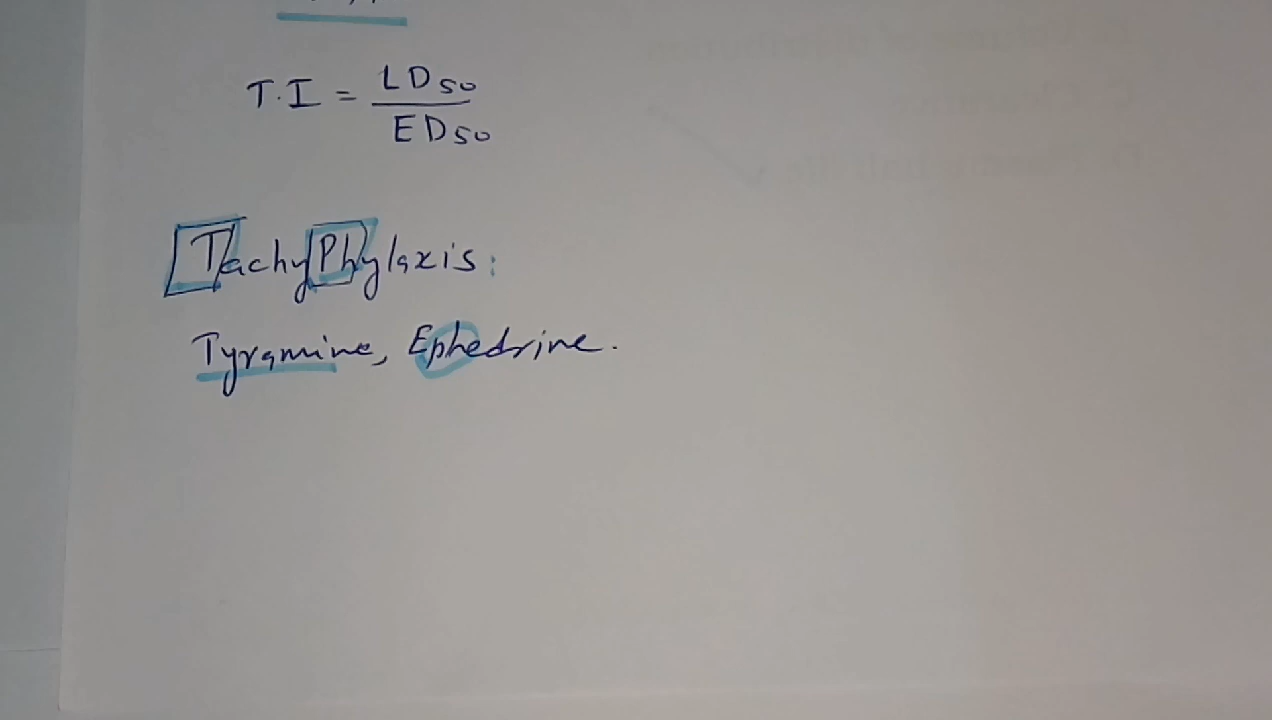 T.I = LD50
ED50
TachyPhylaxis:
Tyramine, Ephedrine.